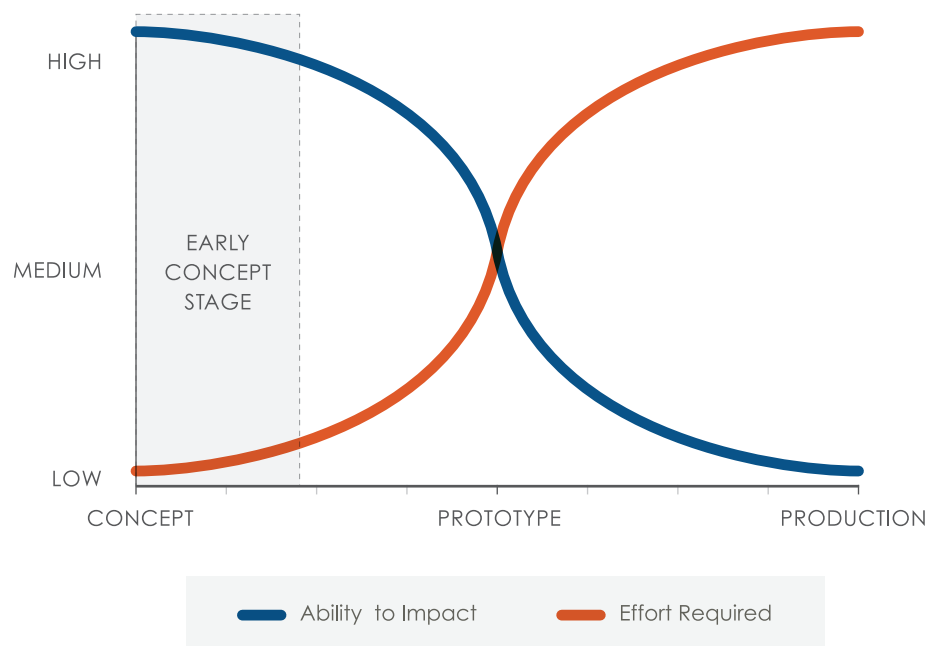 HIGH
EARLY
CONCEPT
STAGE
MEDIUM
LOW
CONCEPT PROTOTYPE PRODUCTION
Ability to Impact Effort Required